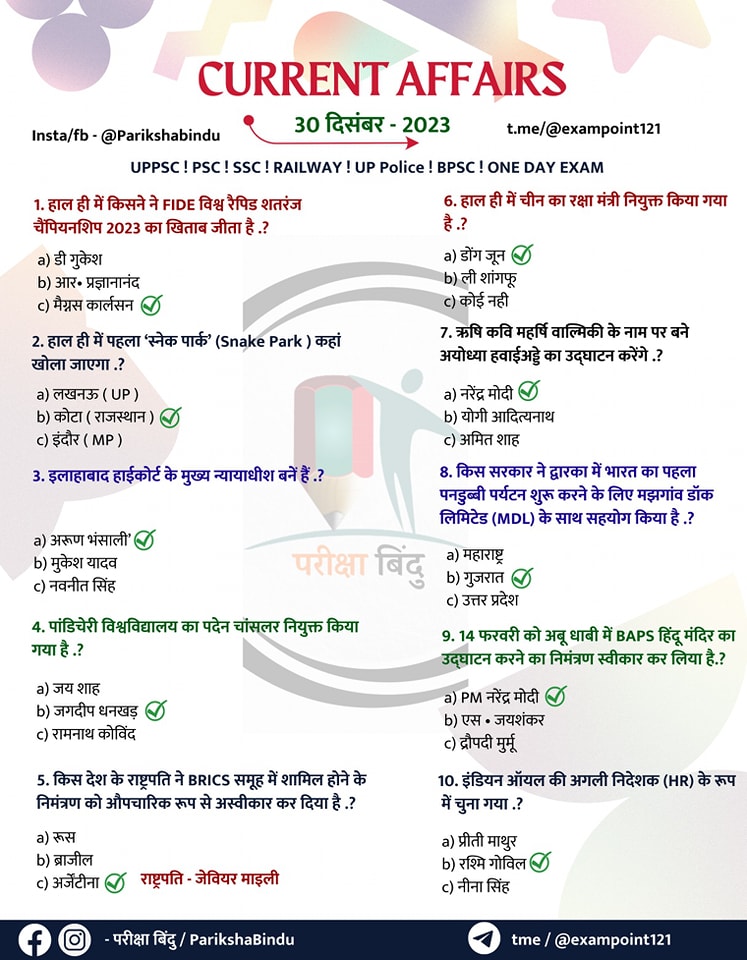 CURRENT AFFAIRS
Insta/fb - @Parikshabindu
30 दिसंबर - 2023
t.me/@exampoint121
UPPSC ! PSC ! SSC ! RAILWAY ! UP Police ! BPSC ! ONE DAY EXAM
1. हाल ही में किसने ने FIDE विश्व रैपिड शतरंज
चैंपियनशिप 2023 का खिताब जीता है .?
a) डी गुकेश
b) आर• प्रज्ञानानंद
c) मैग्नस कार्लसन
2. हाल ही में पहला ‘स्नेक पार्क’ (Snake Park ) कहां
खोला जाएगा .?
a) लखनऊ ( UP )
b) कोटा ( राजस्थान )
c) इंदौर ( MP )
3. इलाहाबाद हाईकोर्ट के मुख्य न्यायाधीश बनें हैं .?
a) अरूण भंसाली’
b) मुकेश यादव
c) नवनीत सिंह
4. पांडिचेरी विश्वविद्यालय का पदेन चांसलर नियुक्त किया
गया है .?
a) जय शाह
b) जगदीप धनखड़
c) रामनाथ कोविंद
5. किस देश के राष्ट्रपति ने BRICS समूह में शामिल होने के
निमंत्रण को औपचारिक रूप से अस्वीकार कर दिया है .?
a) रूस
b) ब्राजील
c) अर्जेंटीना राष्ट्रपति - जेवियर माइली
6. हाल ही में चीन का रक्षा मंत्री नियुक्त किया गया
है .?
a) डोंग जून
b) ली शांगफू
c) कोई नही
7. ऋषि कवि महर्षि वाल्मिकी के नाम पर बने
अयोध्या हवाईअड्डे का उद्घाटन करेंगे .?
a) नरेंद्र मोदी
b) योगी आदित्यनाथ
c) अमित शाह
8. किस सरकार ने द्वारका में भारत का पहला
पनडुब्बी पर्यटन शुरू करने के लिए मझगांव डॉक
लिमिटेड (MDL) के साथ सहयोग किया है .?
a) महाराष्ट्र
b) गुजरात
c) उत्तर प्रदेश
9. 14 फरवरी को अबू धाबी में BAPS हिंदू मंदिर का
उद्घाटन करने का निमंत्रण स्वीकार कर लिया है.?
a) PM नरेंद्र मोदी
b) एस • जयशंकर
c) द्रौपदी मुर्मू
10. इंडियन ऑयल की अगली निदेशक (HR) के रूप
में चुना गया .?
a) प्रीती माथुर
b) रश्मि गोविल
c) नीना सिंह
परीक्षा बिंदु
- परीक्षा बिंदु / ParikshaBindu
tme / @exampoint121